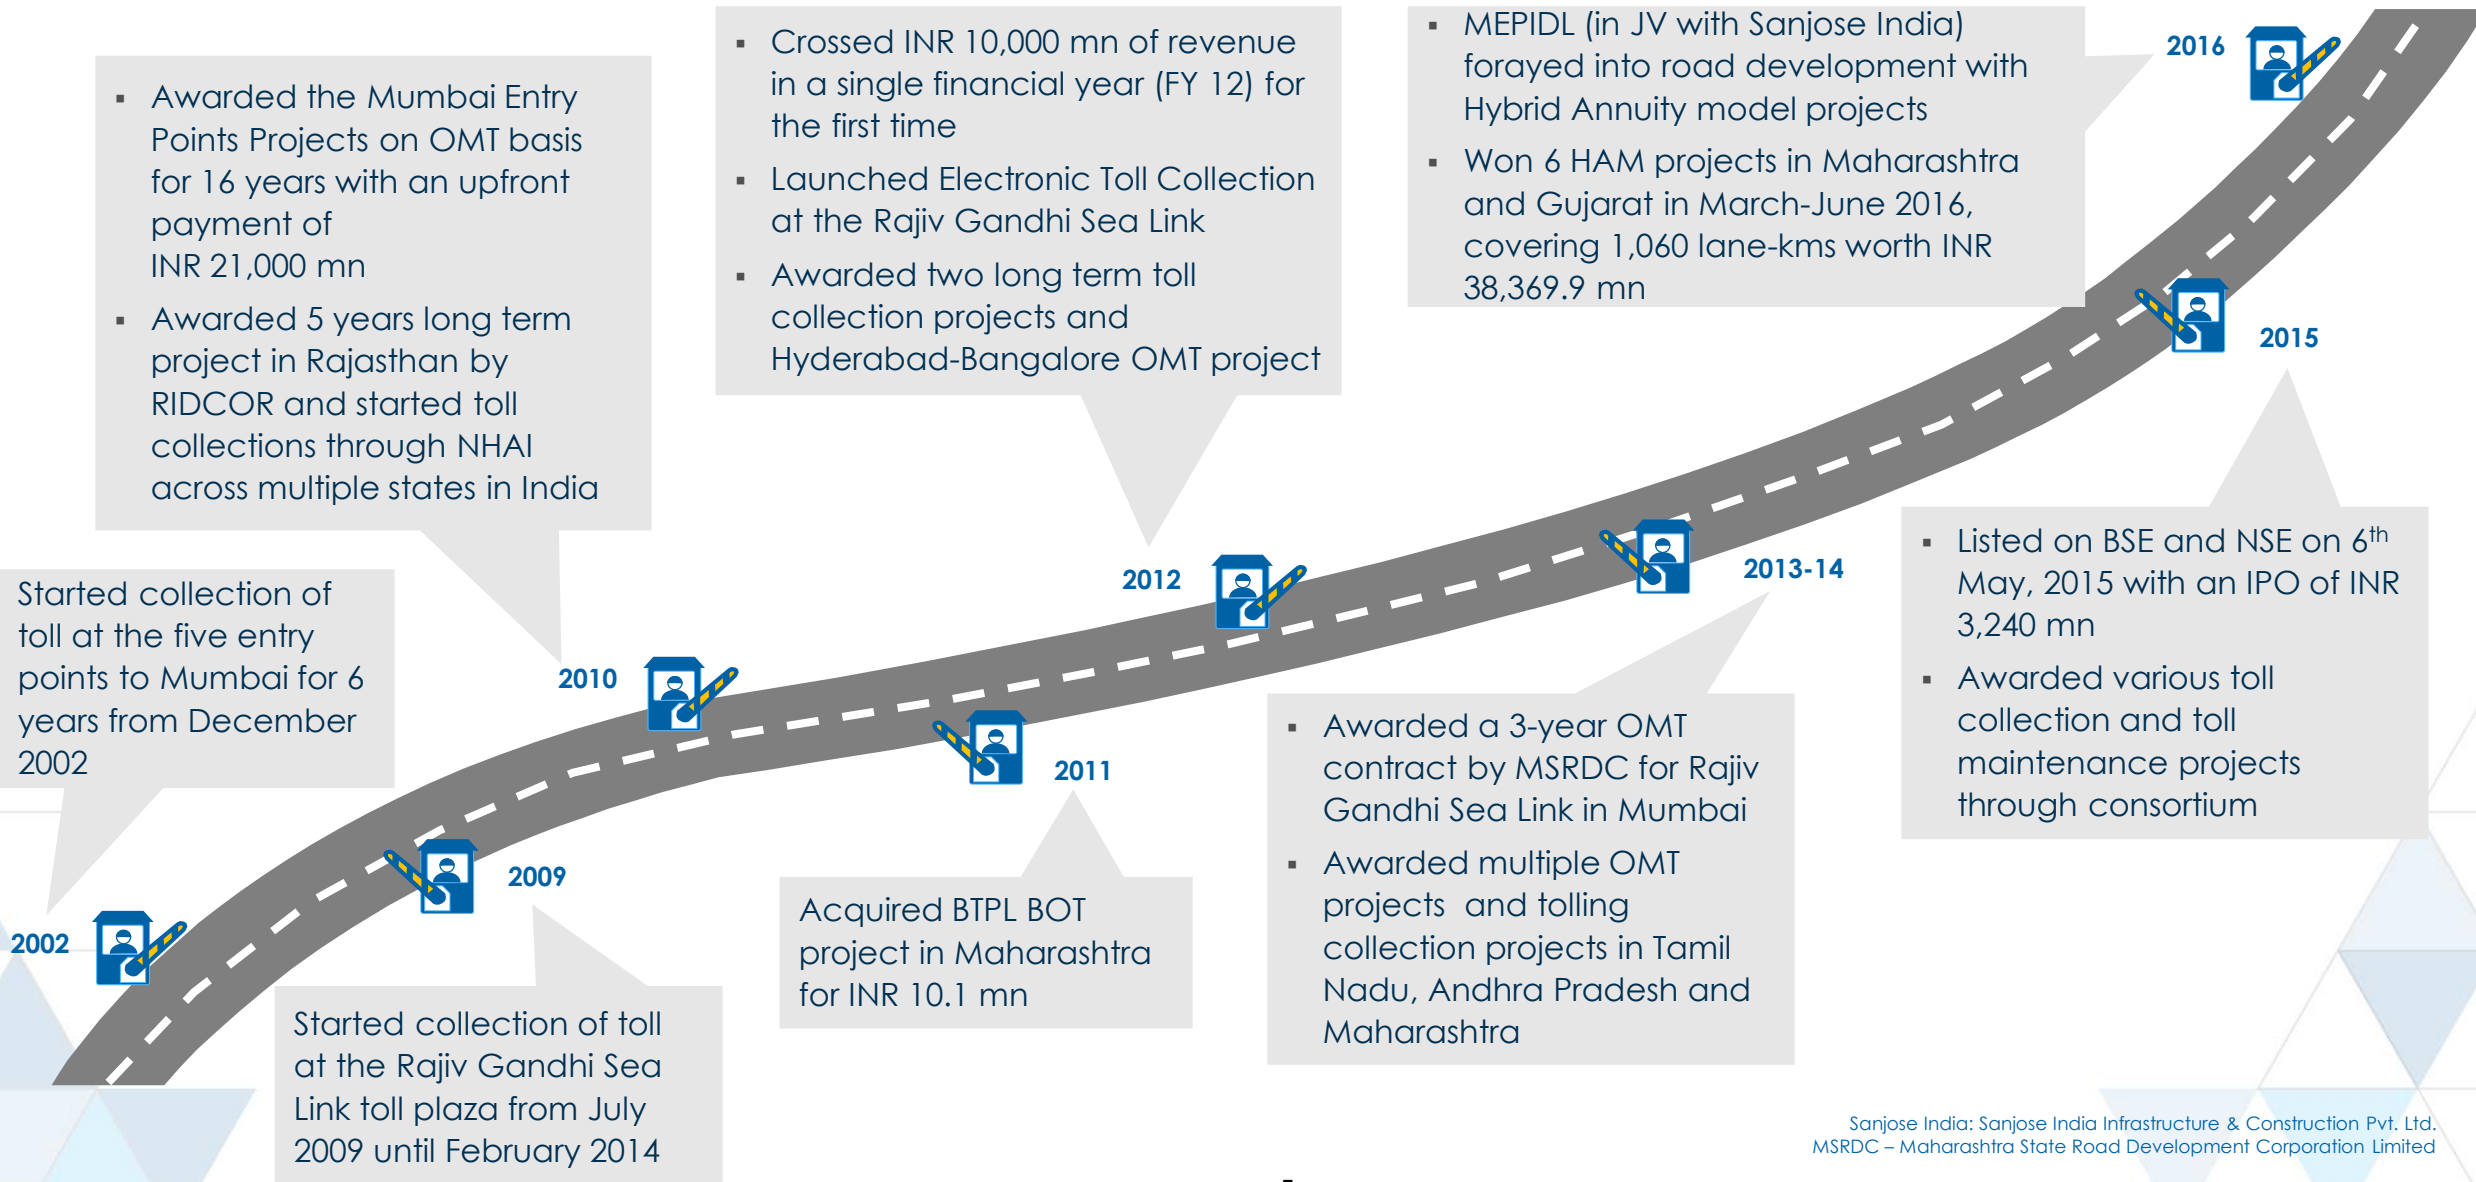 Started collection of
toll at the five entry
points to Mumbai for 6
years from December
2002
2002
Started collection of toll
at the Rajiv Gandhi Sea
Link toll plaza from July
2009 until February 2014
2009
▪ Awarded the Mumbai Entry
Points Projects on OMT basis
for 16 years with an upfront
payment of
INR 21,000 mn
▪ Awarded 5 years long term
project in Rajasthan by
RIDCOR and started toll
collections through NHAI
across multiple states in India
2010
Acquired BTPL BOT
project in Maharashtra
for INR 10.1 mn
2011
▪ Crossed INR 10,000 mn of revenue
in a single financial year (FY 12) for
the first time
▪ Launched Electronic Toll Collection
at the Rajiv Gandhi Sea Link
▪ Awarded two long term toll
collection projects and
Hyderabad-Bangalore OMT project
2012
▪ Awarded a 3-year OMT
contract by MSRDC for Rajiv
Gandhi Sea Link in Mumbai
▪ Awarded multiple OMT
projects and tolling
collection projects in Tamil
Nadu, Andhra Pradesh and
Maharashtra
2013-14
▪ Listed on BSE and NSE on 6th
May, 2015 with an IPO of INR
3,240 mn
▪ Awarded various toll
collection and toll
maintenance projects
through consortium
2015
▪ MEPIDL (in JV with Sanjose India)
forayed into road development with
Hybrid Annuity model projects
▪ Won 6 HAM projects in Maharashtra
and Gujarat in March-June 2016,
covering 1,060 lane-kms worth INR
38,369.9 mn
2016
Sanjose India: Sanjose India Infrastructure & Construction Pvt. Ltd.
MSRDC – Maharashtra State Road Development Corporation Limited